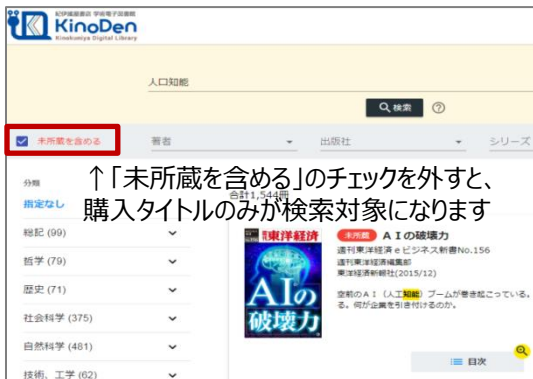 紀伊國屋書店 学術電子図書館
KinoDen
Kinokuniya Digital Library
人口知能
検索
未所蔵を含める
著者
出版社
シリーズ
↑「未所蔵を含める」のチェックを外すと、
購入タイトルのみが検索対象になります
分類
指定なし
合計1,544冊
総記 (99)
哲学 (79)
歴史 (71)
社会科学 (375)
自然科学 (481)
技術、工学 (62)
週刊東洋経済
AIの
破壊力
未所蔵 AIの破壊力
週刊東洋経済eビジネス新書No.156
週刊東洋経済編集部
東洋経済新報社(2015/12)
空前のAI（人工知能）ブームが巻き起こっている。
る。何が企業を引き付けるのか。
目次